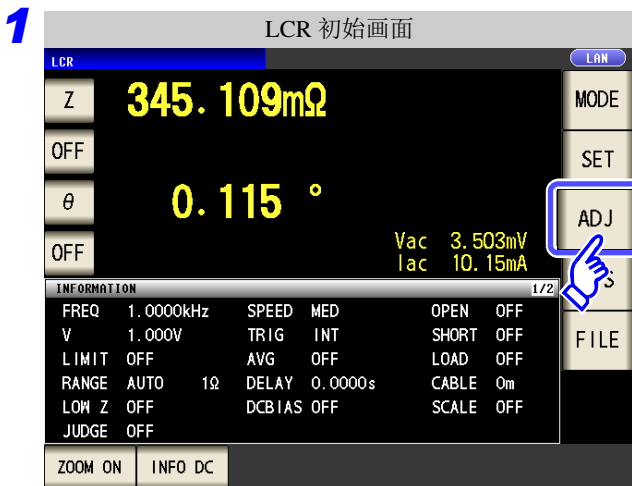 1
LCR 初始画面
LCR
LAN
Z
345.109mΩ
MODE
OFF
SET
θ
0.115 °
ADJ
OFF
Vac 3.503mV
Iac 10.15mA
S
INFORMATION 1/2
FREQ 1.0000kHz SPEED MED OPEN OFF
V 1.000V TRIG INT SHORT OFF
FILE
LIMIT OFF AVG OFF LOAD OFF
RANGE AUTO 1Ω DELAY 0.0000s CABLE 0m
LOW Z OFF DCBIAS OFF SCALE OFF
JUDGE OFF
ZOOM ON INFO DC